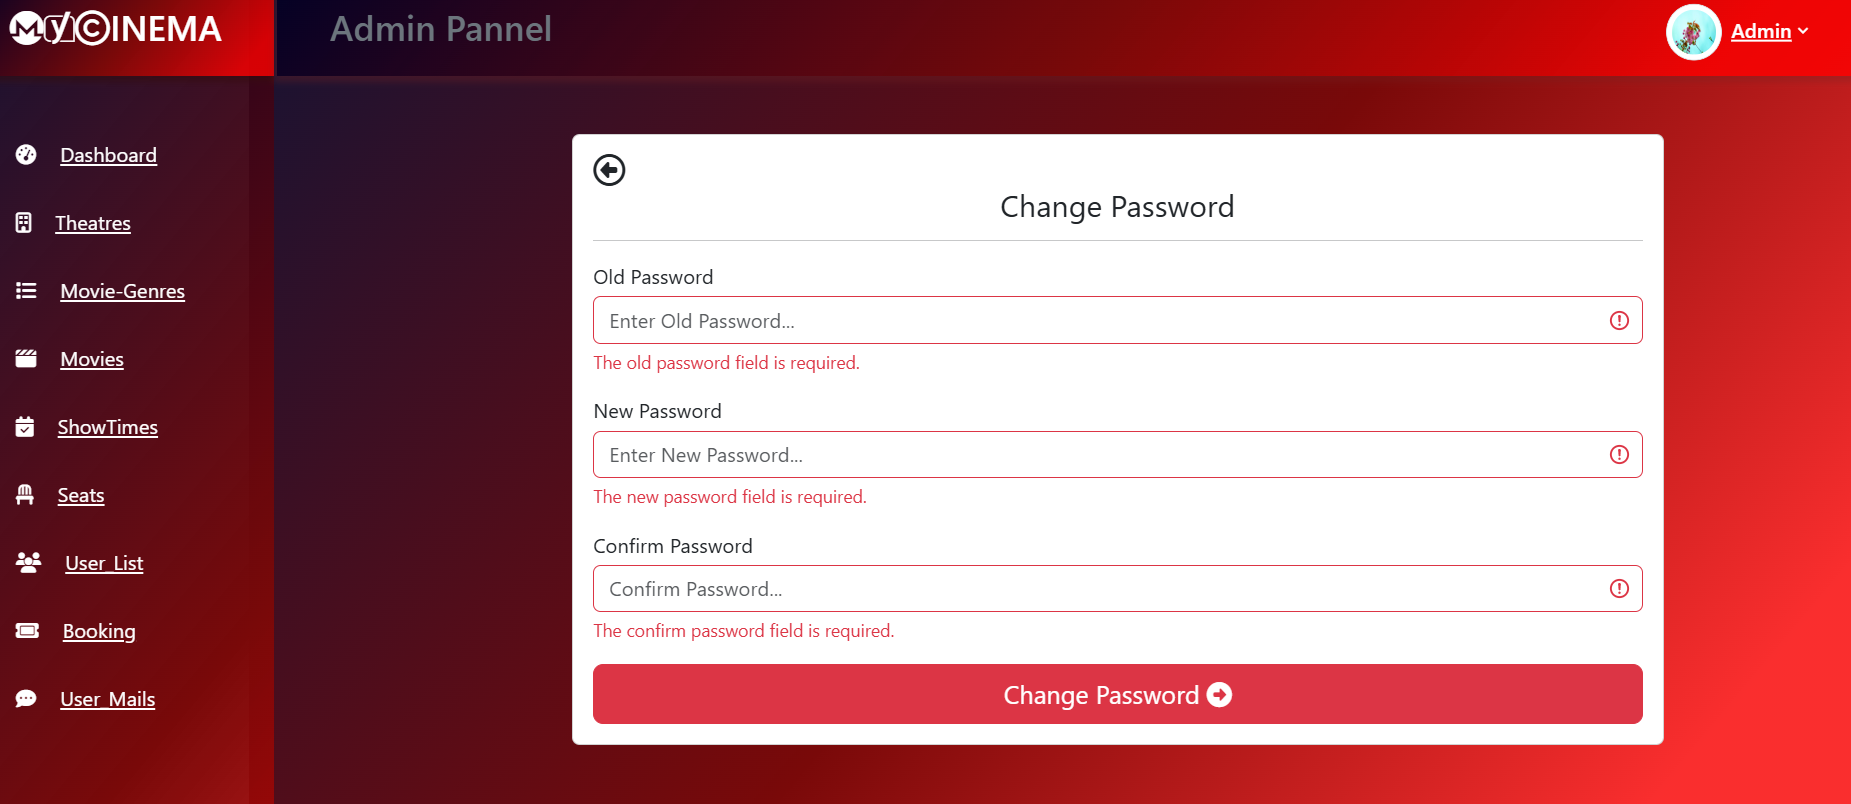 MyCINEMA
Admin Pannel
Admin
Dashboard
Theatres
Movie-Genres
Movies
ShowTimes
Seats
User_List
Booking
User_Mails
Change Password
Old Password
Enter Old Password...
The old password field is required.
New Password
Enter New Password...
The new password field is required.
Confirm Password
Confirm Password...
The confirm password field is required.
Change Password